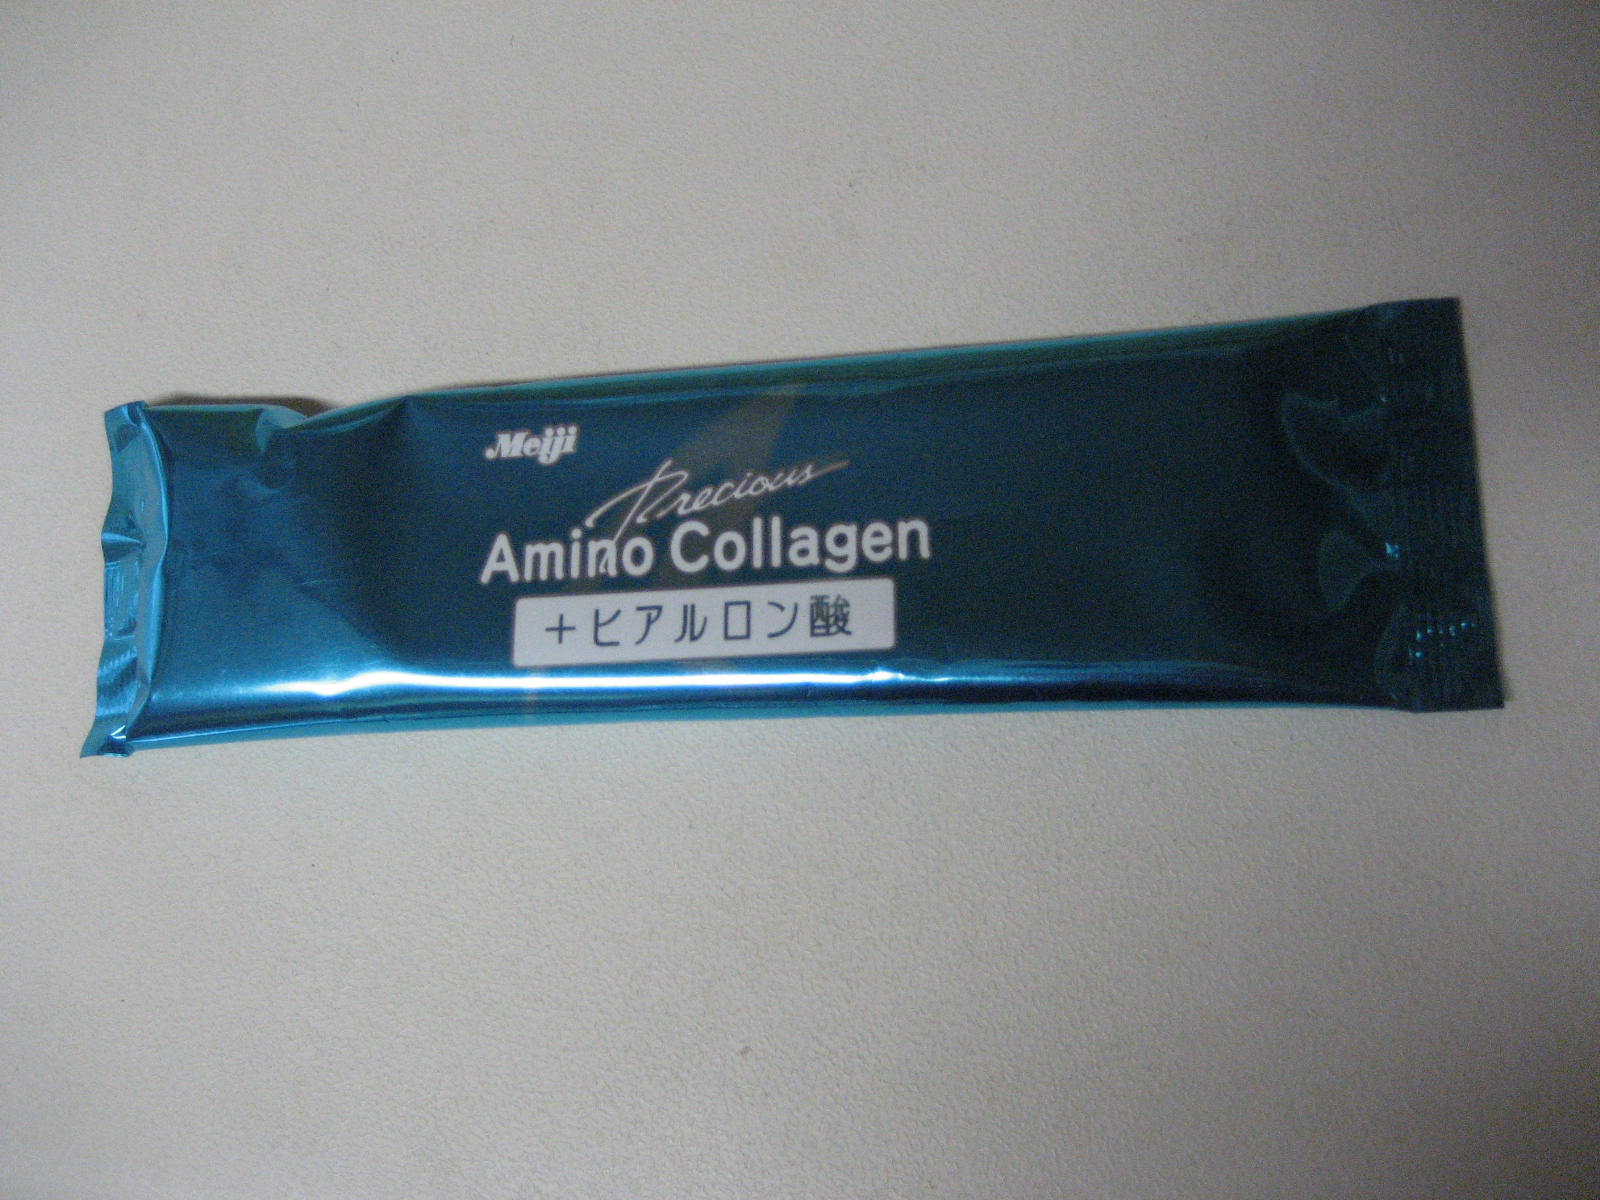 Meiji
Precious
Amino Collagen
+ヒアルロン酸